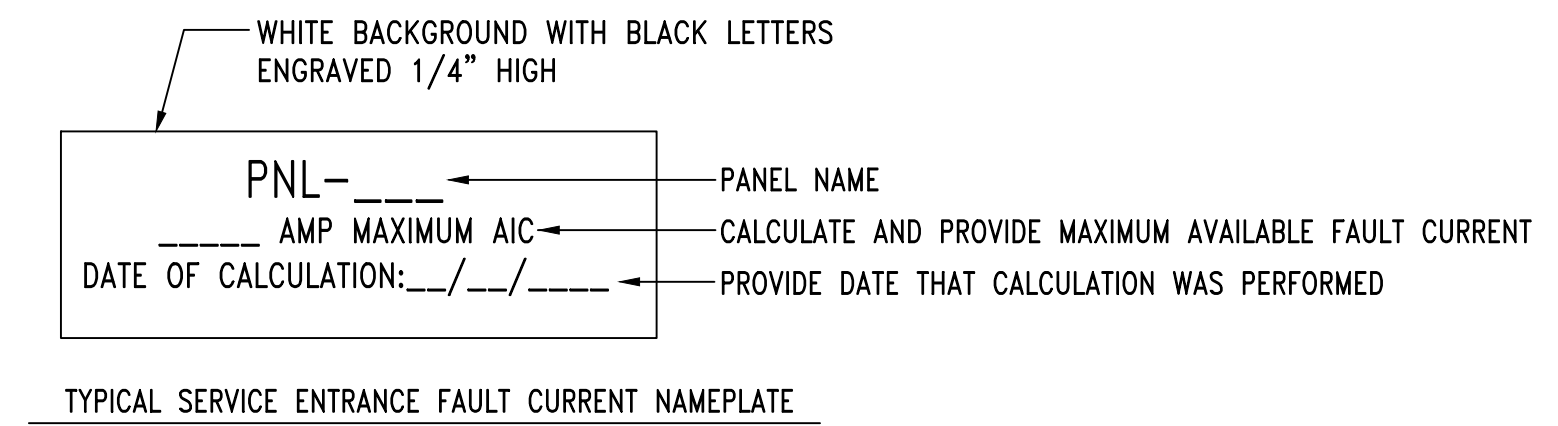 WHITE BACKGROUND WITH BLACK LETTERS
ENGRAVED 1/4” HIGH
PNL-___
PANEL NAME
_____ AMP MAXIMUM AIC
CALCULATE AND PROVIDE MAXIMUM AVAILABLE FAULT CURRENT
DATE OF CALCULATION:__/__/____
PROVIDE DATE THAT CALCULATION WAS PERFORMED
TYPICAL SERVICE ENTRANCE FAULT CURRENT NAMEPLATE